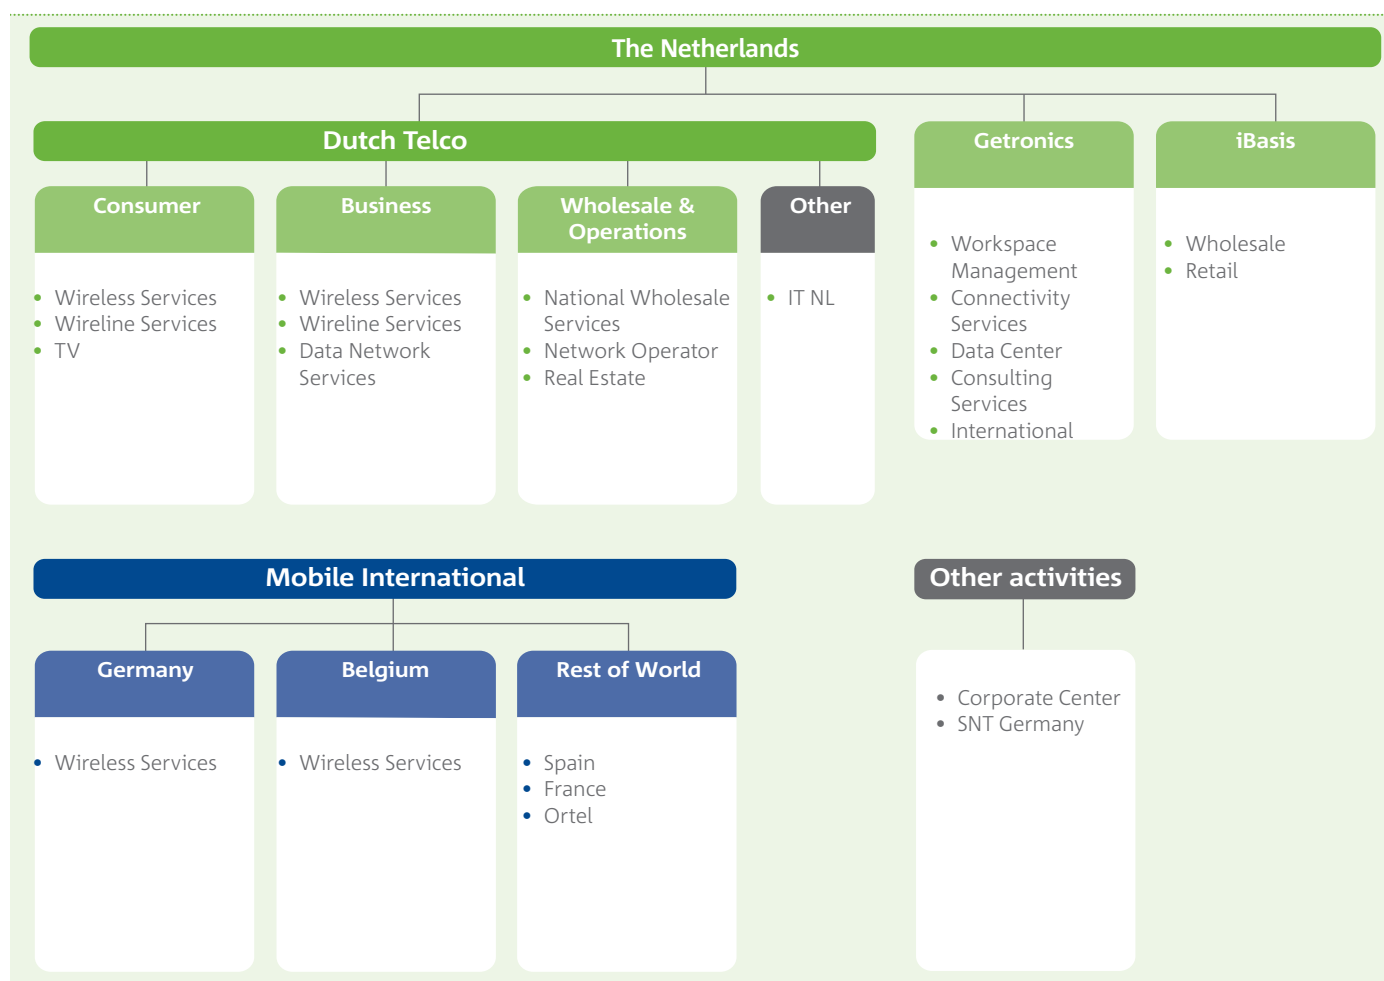 The Netherlands
Dutch Telco
Consumer
• Wireless Services
• Wireline Services
• TV
Business
• Wireless Services
• Wireline Services
• Data Network
Services
Wholesale &
Operations
• National Wholesale
Services
• Network Operator
• Real Estate
Other
• IT NL
Getronics
• Workspace
Management
• Connectivity
Services
• Data Center
• Consulting
Services
• International
iBasis
• Wholesale
• Retail
Mobile International
Germany
• Wireless Services
Belgium
• Wireless Services
Rest of World
• Spain
• France
• Ortel
Other activities
• Corporate Center
• SNT Germany